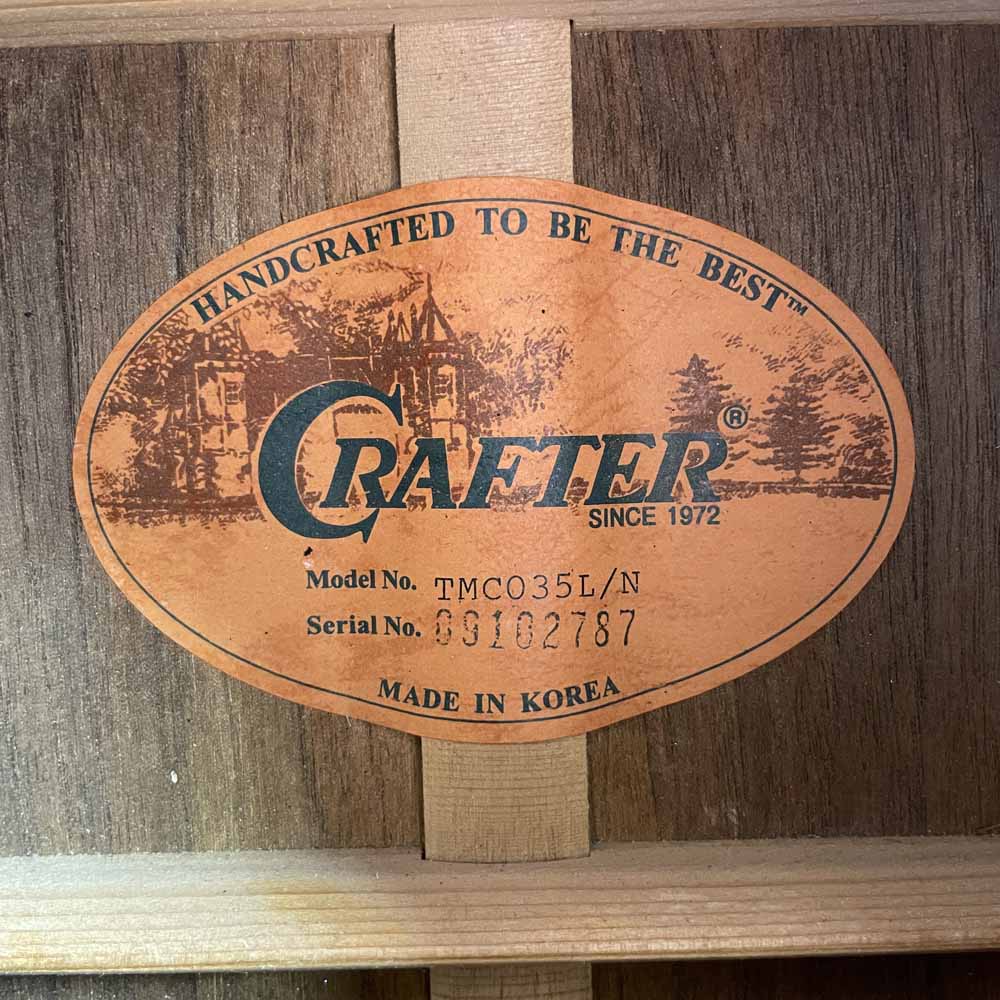 HANDCRAFTED TO BE THE BEST™
CRAFTER®
SINCE 1972
Model No. TMC035L/N
Serial No. 09102787
MADE IN KOREA